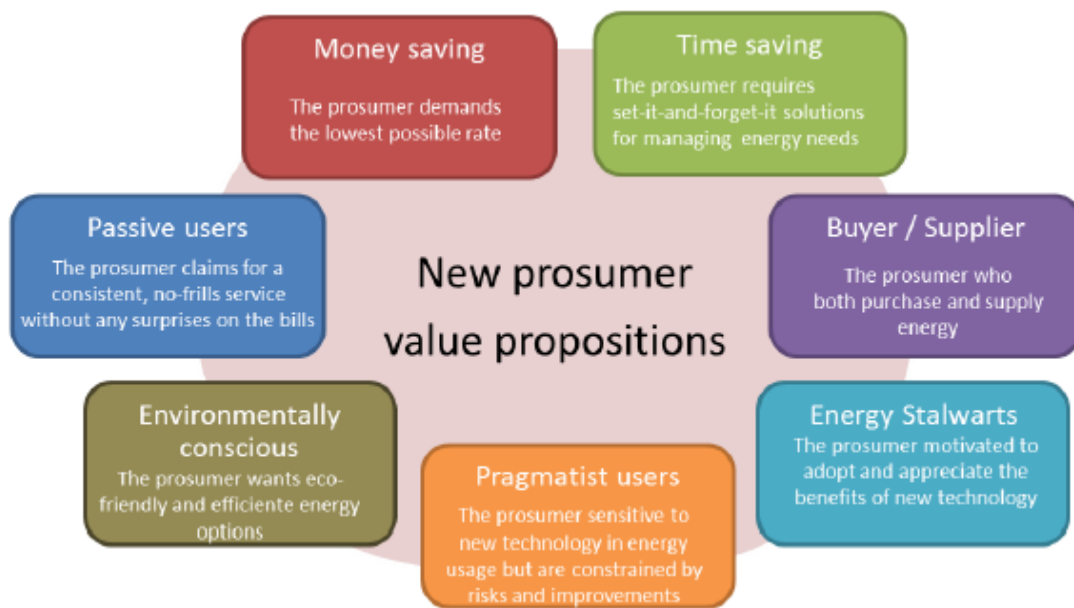 Money saving
The prosumer demands
the lowest possible rate
Time saving
The prosumer requires
set-it-and-forget-it solutions
for managing energy needs
Passive users
The prosumer claims for a
consistent, no-frills service
without any surprises on the bills
New prosumer
value propositions
Buyer / Supplier
The prosumer who
both purchase and supply
energy
Environmentally
conscious
The prosumer wants eco-
friendly and efficiente energy
options
Pragmatist users
The prosumer sensitive to
new technology in energy
usage but are constrained by
risks and improvements
Energy Stalwarts
The prosumer motivated to
adopt and appreciate the
benefits of new technology